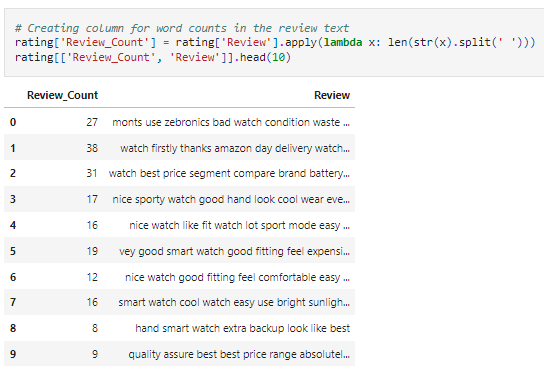 # Creating column for word counts in the review text
rating['Review_Count'] = rating['Review'].apply(lambda x: len(str(x).split(' ')))
rating[['Review_Count', 'Review']].head(10)
Review_Count Review
0 27 monts use zebronics bad watch condition waste ...
1 38 watch firstly thanks amazon day delivery watch...
2 31 watch best price segment compare brand battery...
3 17 nice sporty watch good hand look cool wear eve...
4 16 nice watch like fit watch lot sport mode easy ...
5 19 vey good smart watch good fitting feel expensi...
6 12 nice watch good fitting feel comfortable easy ...
7 16 smart watch cool watch easy use bright sunligh...
8 8 hand smart watch extra backup look like best
9 9 quality assure best best price range absolutel...